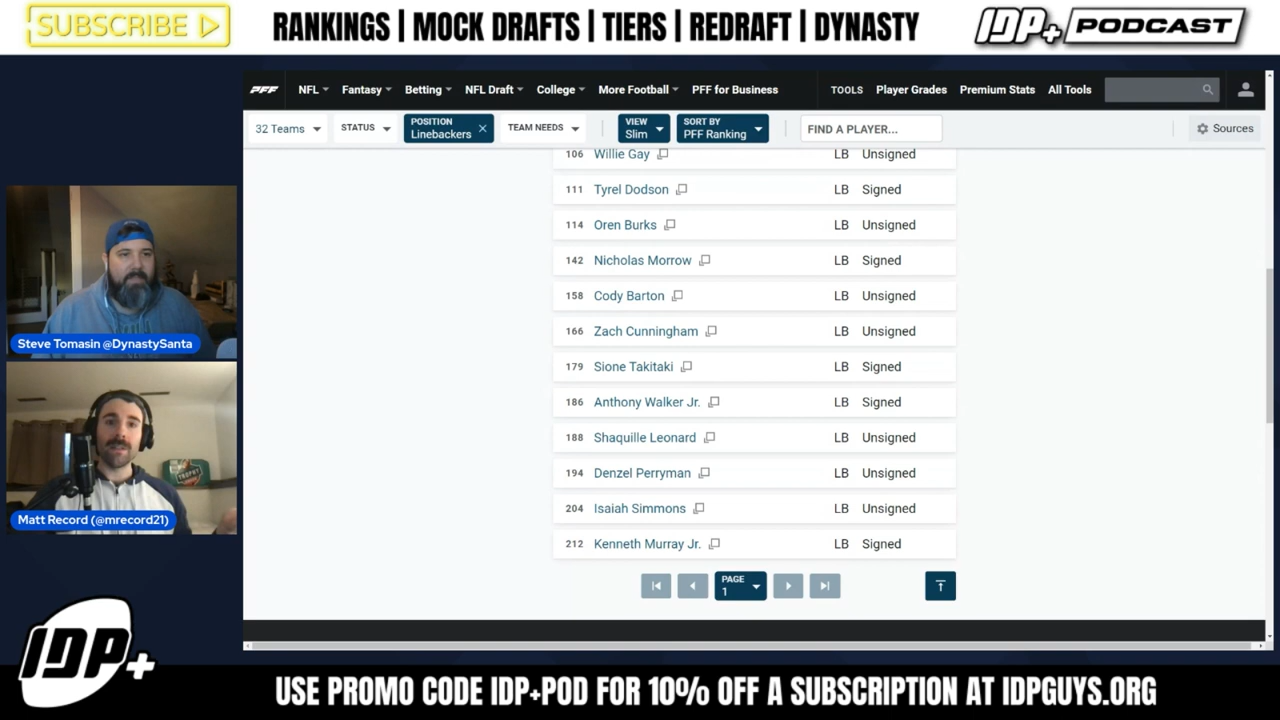 SUBSCRIBE
RANKINGS | MOCK DRAFTS | TIERS | REDRAFT | DYNASTY
IDP+ PODCAST
PFF NFL Fantasy Betting NFL Draft College More Football PFF for Business TOOLS Player Grades Premium Stats All Tools
32 Teams STATUS POSITION Linebackers TEAM NEEDS VIEW Slim SORT BY PFF Ranking FIND A PLAYER... Sources
106 Willie Gay LB Unsigned
111 Tyrel Dodson LB Signed
114 Oren Burks LB Unsigned
142 Nicholas Morrow LB Signed
158 Cody Barton LB Unsigned
166 Zach Cunningham LB Unsigned
179 Sione Takitaki LB Signed
186 Anthony Walker Jr. LB Signed
188 Shaquille Leonard LB Unsigned
194 Denzel Perryman LB Unsigned
204 Isaiah Simmons LB Unsigned
212 Kenneth Murray Jr. LB Signed
PAGE
1
Steve Tomasin @DynastySanta
Matt Record (@mrecord21)
IDP+
USE PROMO CODE IDP+POD FOR 10% OFF A SUBSCRIPTION AT IDPGUYS.ORG